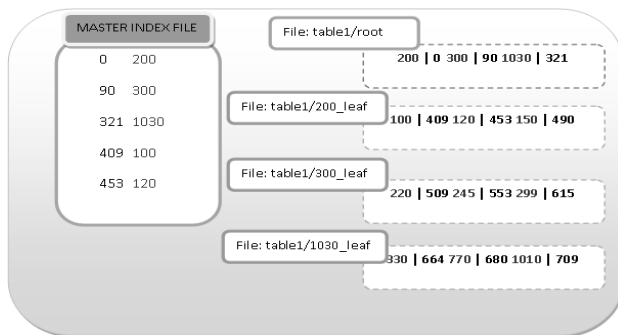 MASTER INDEX FILE
0 200
90 300
321 1030
409 100
453 120
File: table1/root
200 | 0 300 | 90 1030 | 321
File: table1/200_leaf
100 | 409 120 | 453 150 | 490
File: table1/300_leaf
220 | 509 245 | 553 299 | 615
File: table1/1030_leaf
330 | 664 770 | 680 1010 | 709